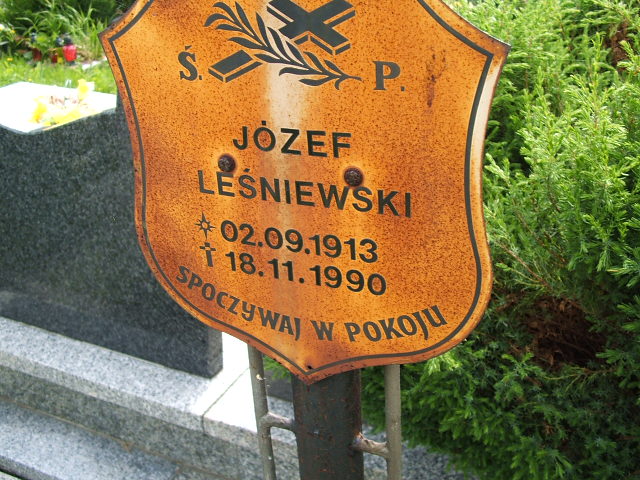 Ś. P.
JÓZEF
LEŚNIEWSKI
02.09.1913
† 18.11.1990
SPOCZYWAJ W POKOJU